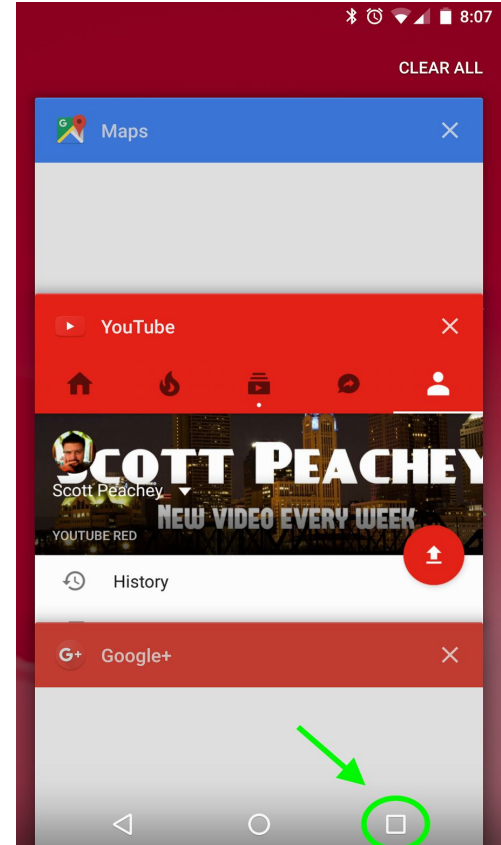 8:07
CLEAR ALL
G
Maps
YouTube
SCOTT PEACHEY
Scott Peachey
NEW VIDEO EVERY WEEK
YOUTUBE RED
History
G+ Google+